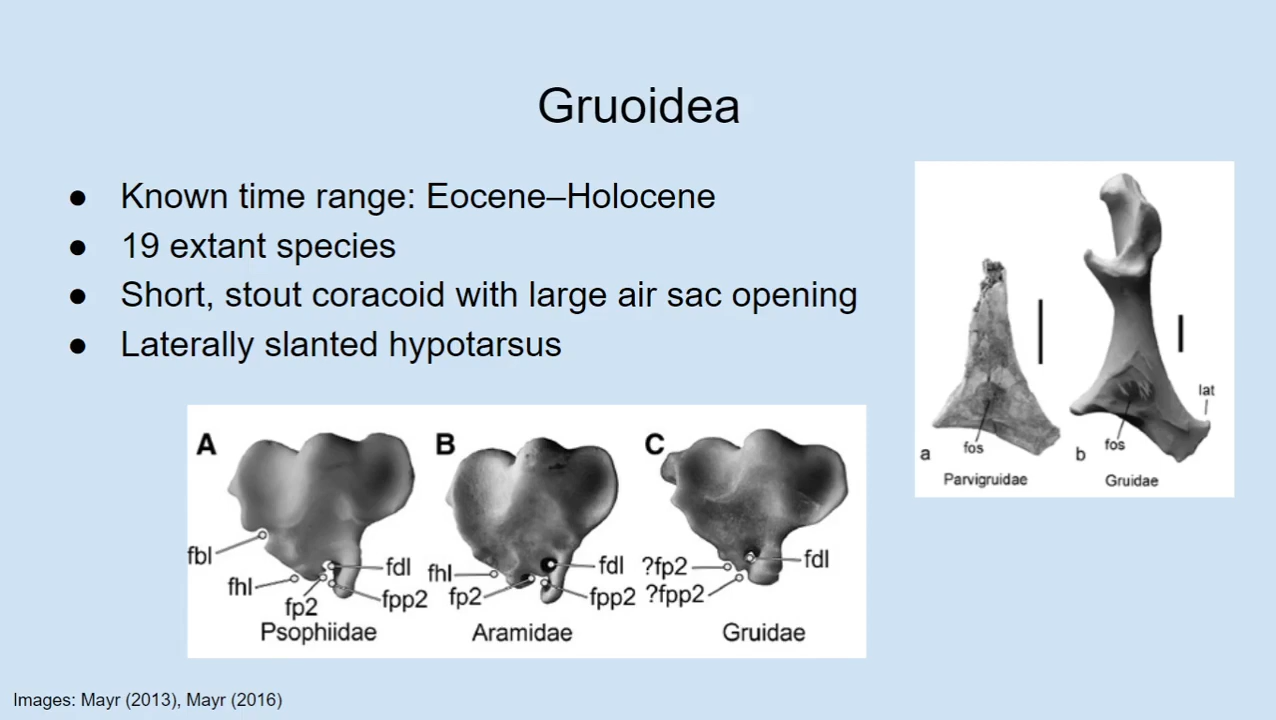 Gruoidea
● Known time range: Eocene–Holocene
● 19 extant species
● Short, stout coracoid with large air sac opening
● Laterally slanted hypotarsus
lat
fos
fos
a
b
Parvigruidae
Gruidae
A
B
C
fbl
fhl
fp2
fdl
fpp2
Psophiidae
fhl
fp2
fdl
fpp2
Aramidae
?fp2
?fpp2
fdl
Gruidae
Images: Mayr (2013), Mayr (2016)